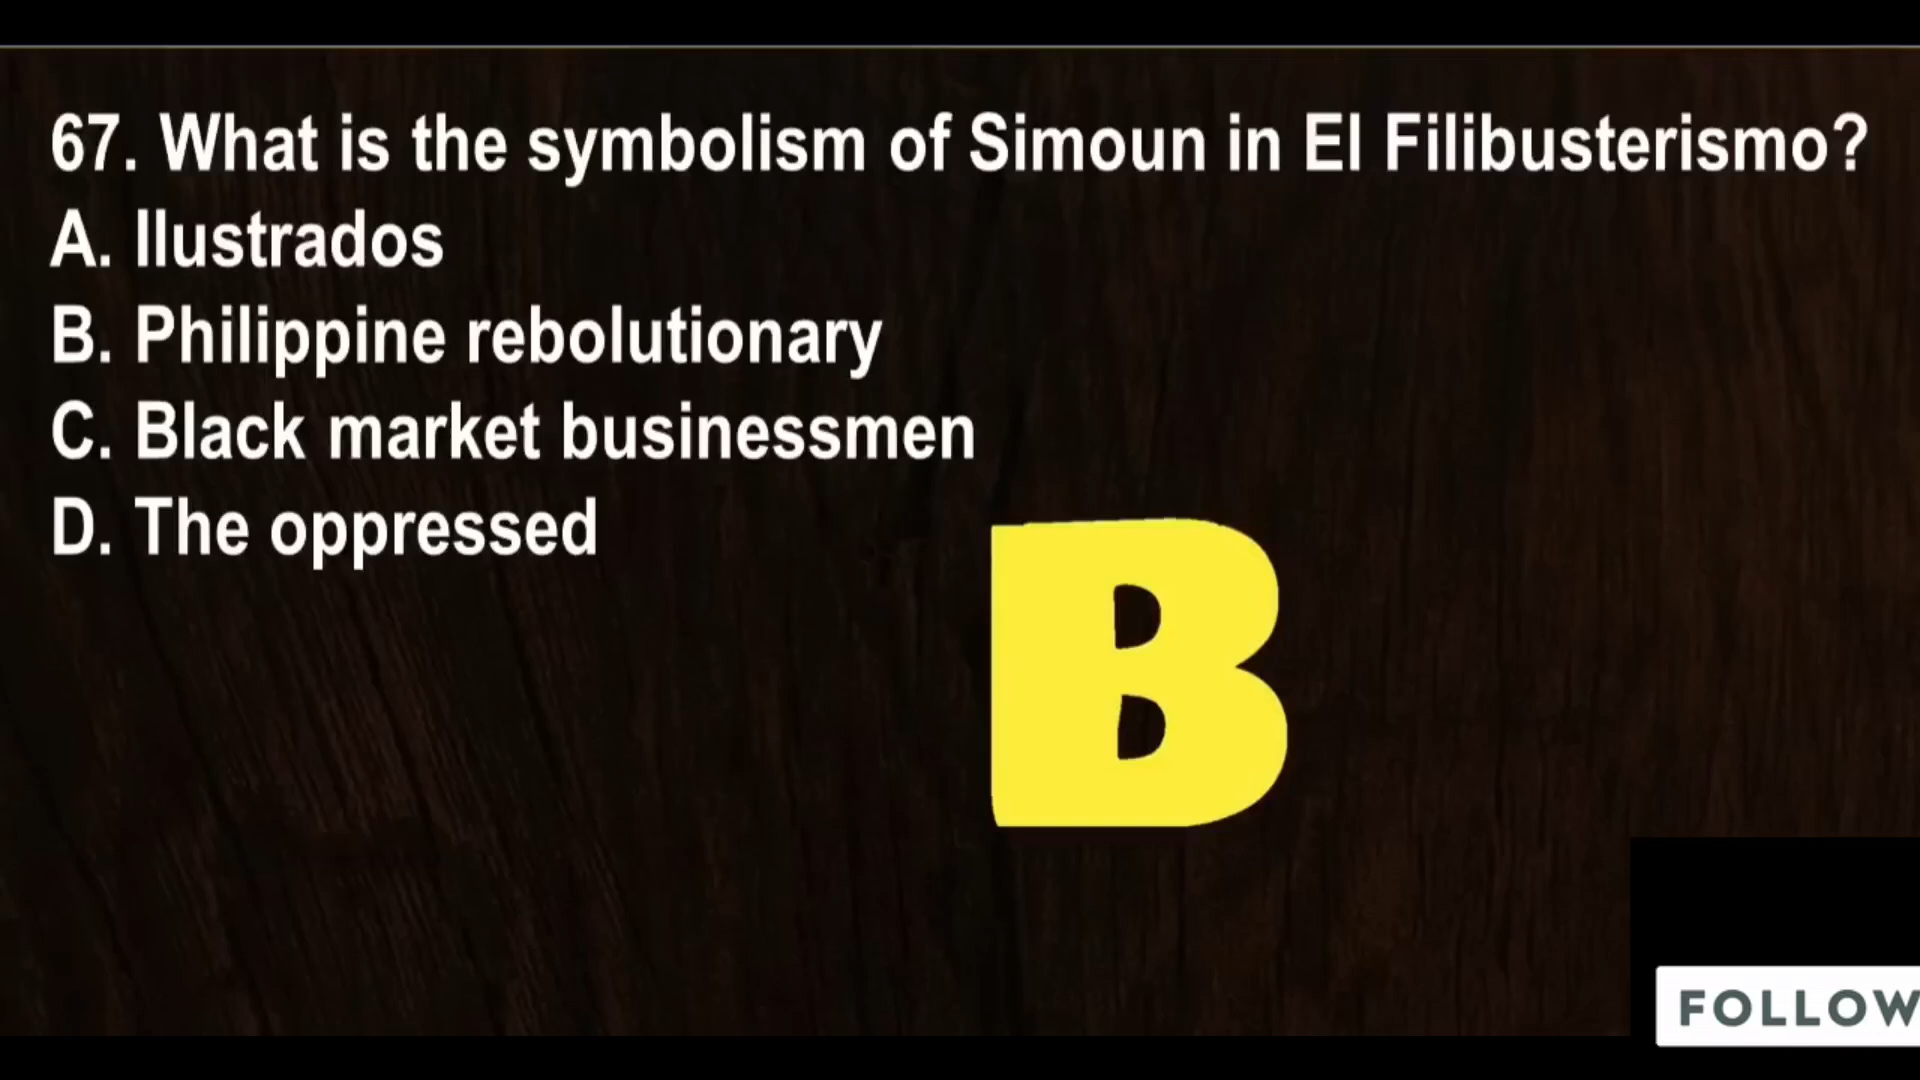 67. What is the symbolism of Simoun in El Filibusterismo?
A. Ilustrados
B. Philippine rebolutionary
C. Black market businessmen
D. The oppressed
B
FOLLOW